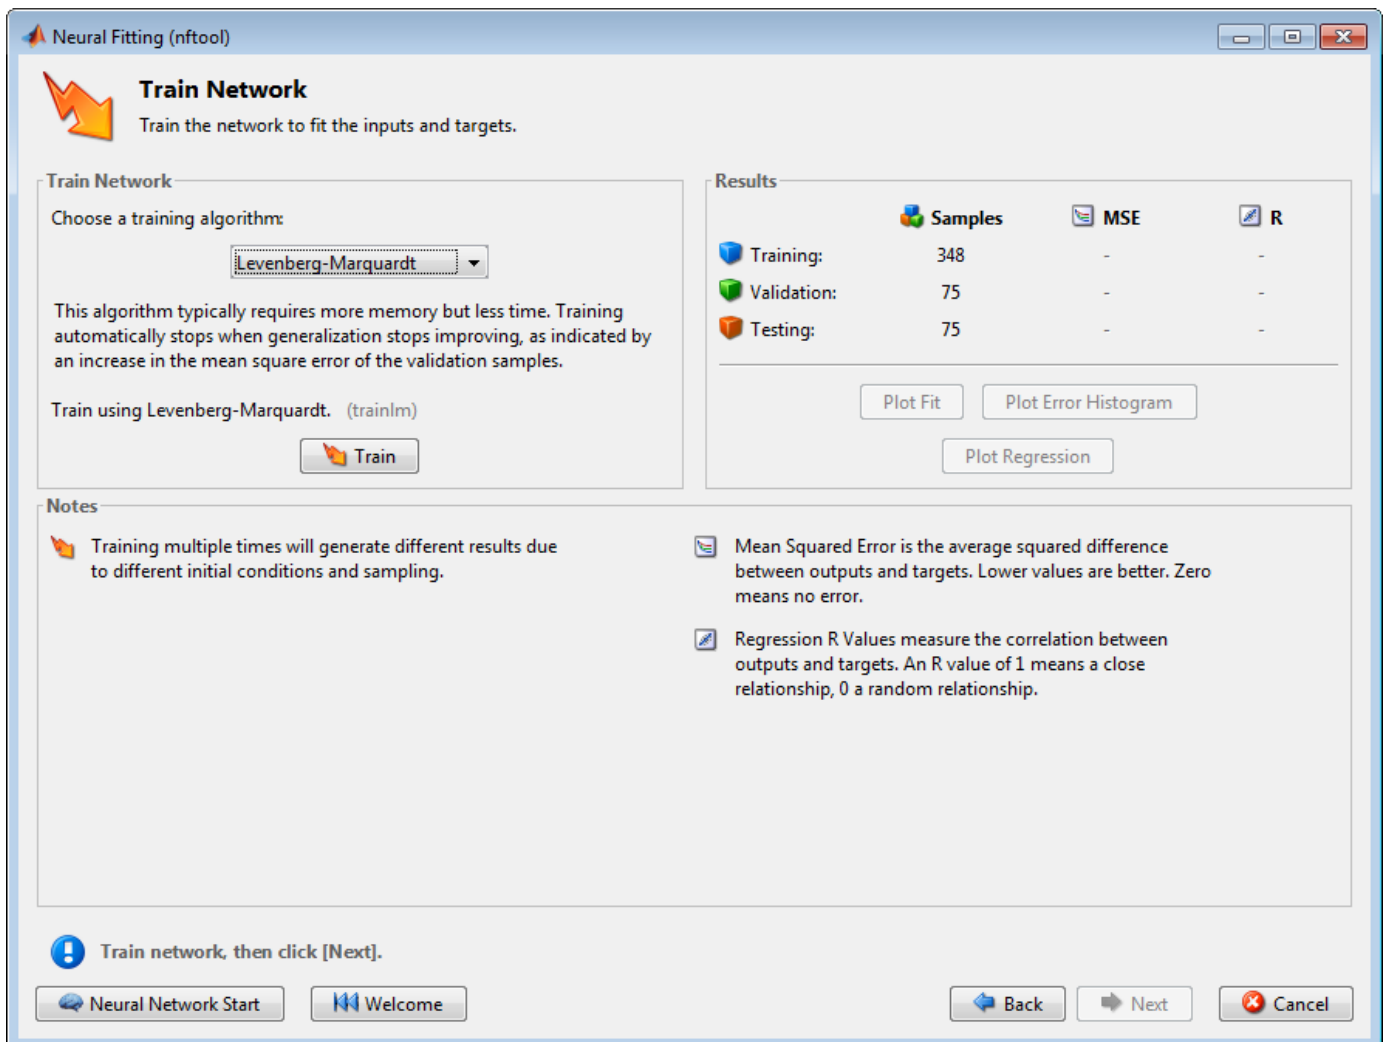 Neural Fitting (nftool)
Train Network
Train the network to fit the inputs and targets.
Train Network
Choose a training algorithm:
Levenberg-Marquardt
This algorithm typically requires more memory but less time. Training
automatically stops when generalization stops improving, as indicated by
an increase in the mean square error of the validation samples.
Train using Levenberg-Marquardt. (trainlm)
Train
Results
Samples MSE R
Training: 348 - -
Validation: 75 - -
Testing: 75 - -
Plot Fit Plot Error Histogram
Plot Regression
Notes
Training multiple times will generate different results due
to different initial conditions and sampling.
Mean Squared Error is the average squared difference
between outputs and targets. Lower values are better. Zero
means no error.
Regression R Values measure the correlation between
outputs and targets. An R value of 1 means a close
relationship, 0 a random relationship.
Train network, then click [Next].
Neural Network Start Welcome Back Next Cancel